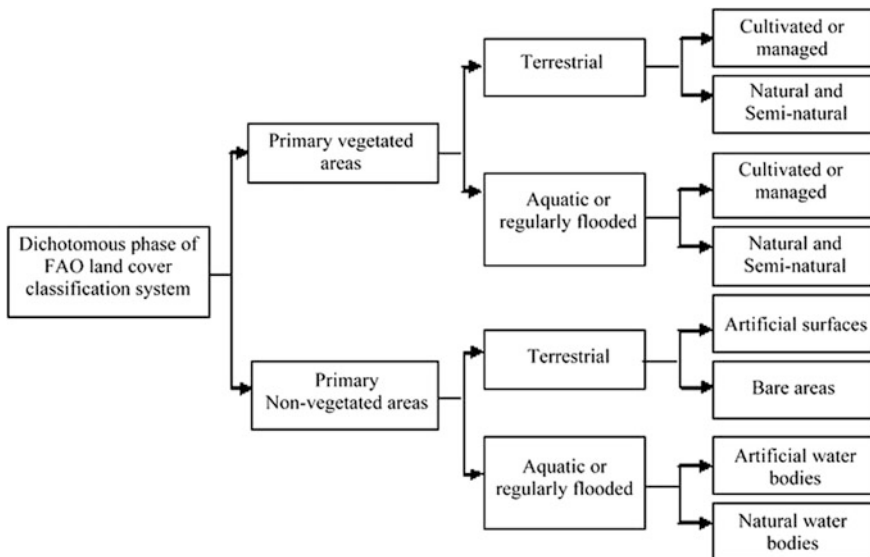 Dichotomous phase of
FAO land cover
classification system
Primary vegetated
areas
Terrestrial
Cultivated or
managed
Natural and
Semi-natural
Aquatic or
regularly flooded
Cultivated or
managed
Natural and
Semi-natural
Primary
Non-vegetated areas
Terrestrial
Artificial surfaces
Bare areas
Aquatic or
regularly flooded
Artificial water
bodies
Natural water
bodies